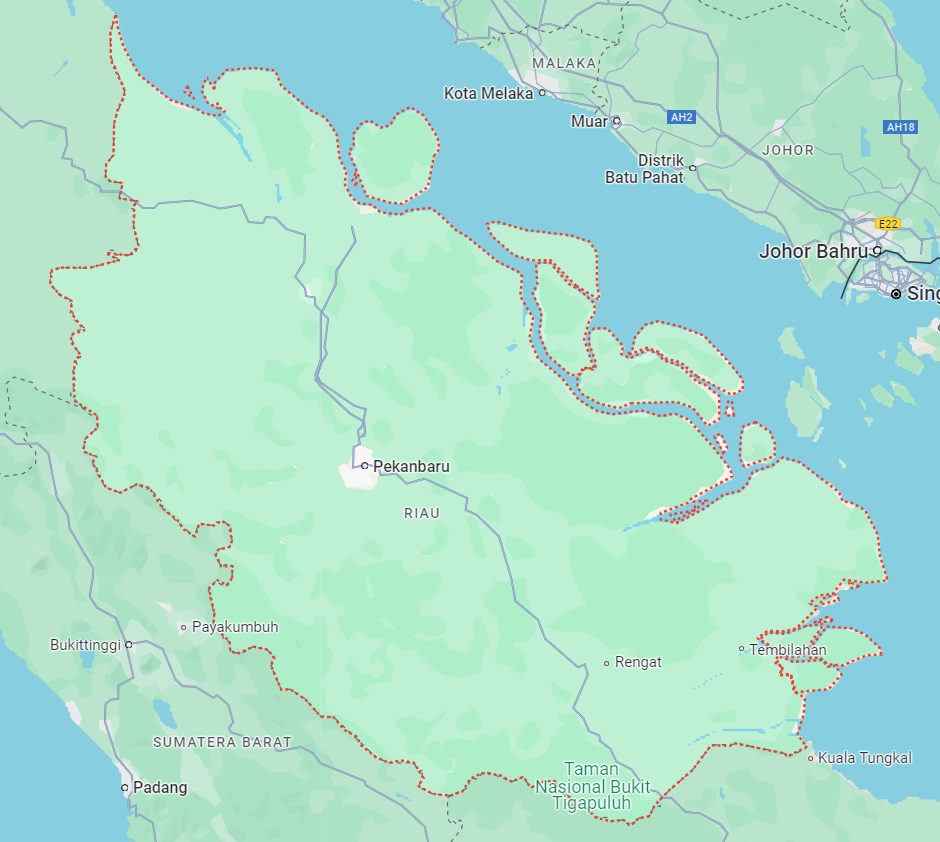 MALAKA
Kota Melaka
Muar
AH2
AH18
JOHOR
Distrik
Batu Pahat
E22
Johor Bahru
Sing
Pekanbaru
RIAU
Payakumbuh
Bukittinggi
Tembilahan
Rengat
SUMATERA BARAT
Kuala Tungkal
Taman
Nasional Bukit
Tigapuluh
Padang